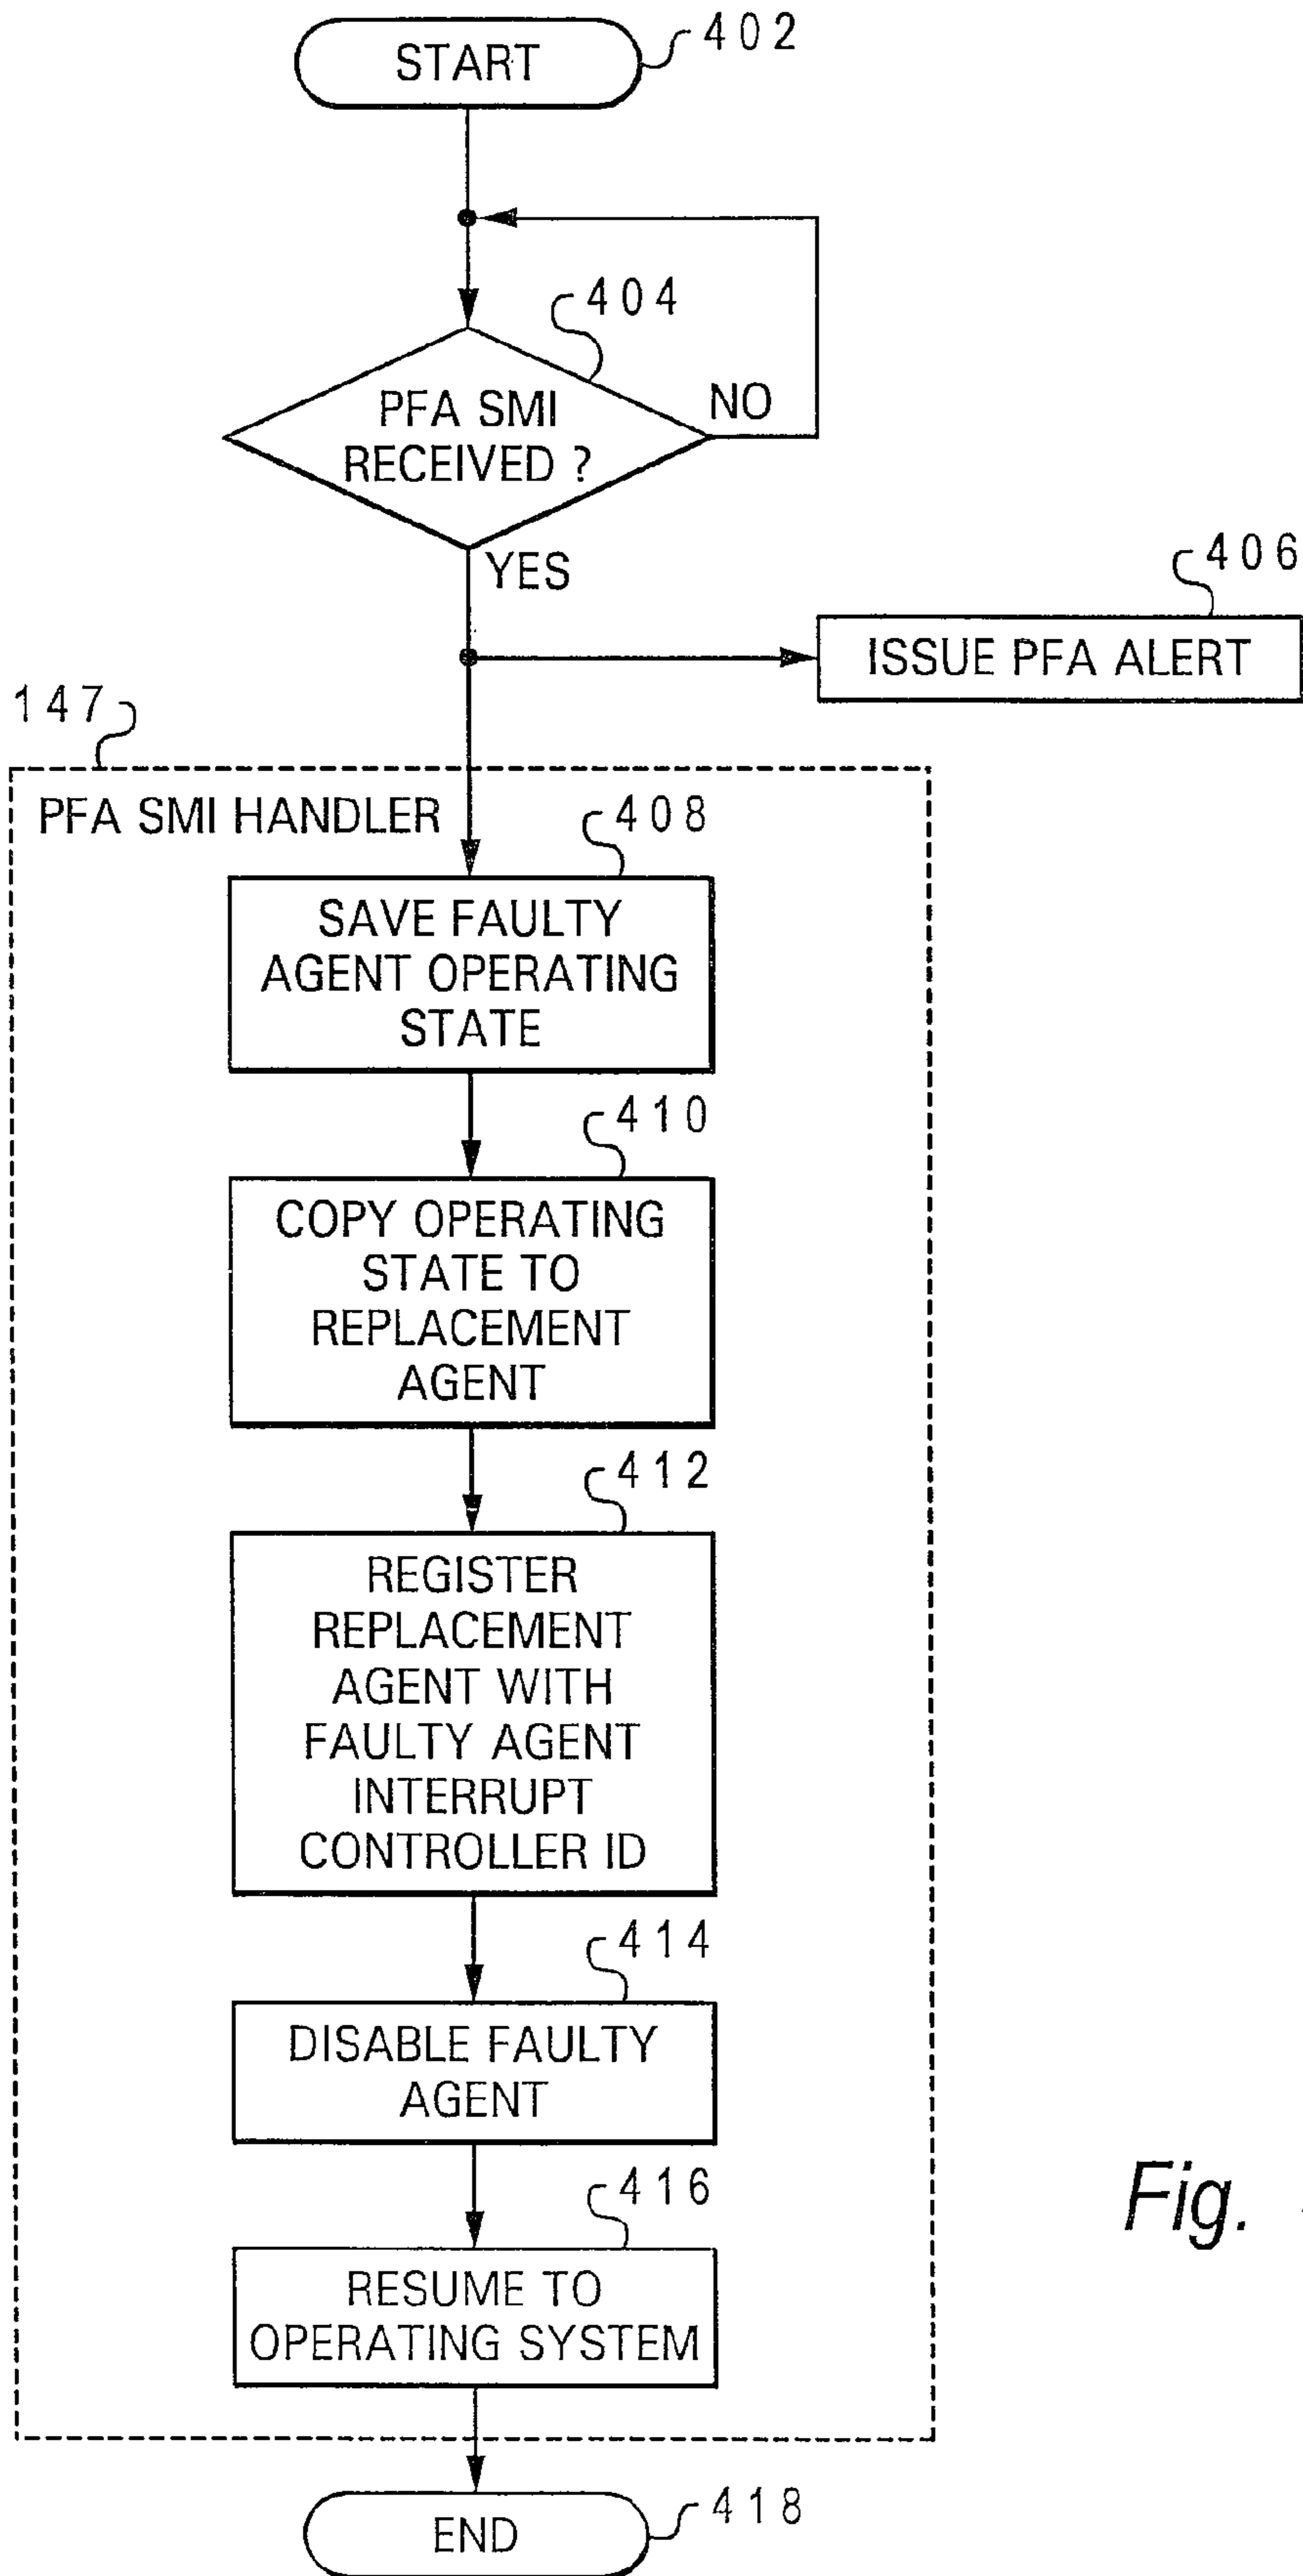 START
402
404
PFA SMI
RECEIVED ?
NO
YES
406
ISSUE PFA ALERT
147
PFA SMI HANDLER
408
SAVE FAULTY
AGENT OPERATING
STATE
410
COPY OPERATING
STATE TO
REPLACEMENT
AGENT
412
REGISTER
REPLACEMENT
AGENT WITH
FAULTY AGENT
INTERRUPT
CONTROLLER ID
414
DISABLE FAULTY
AGENT
416
RESUME TO
OPERATING SYSTEM
Fig.
END
418